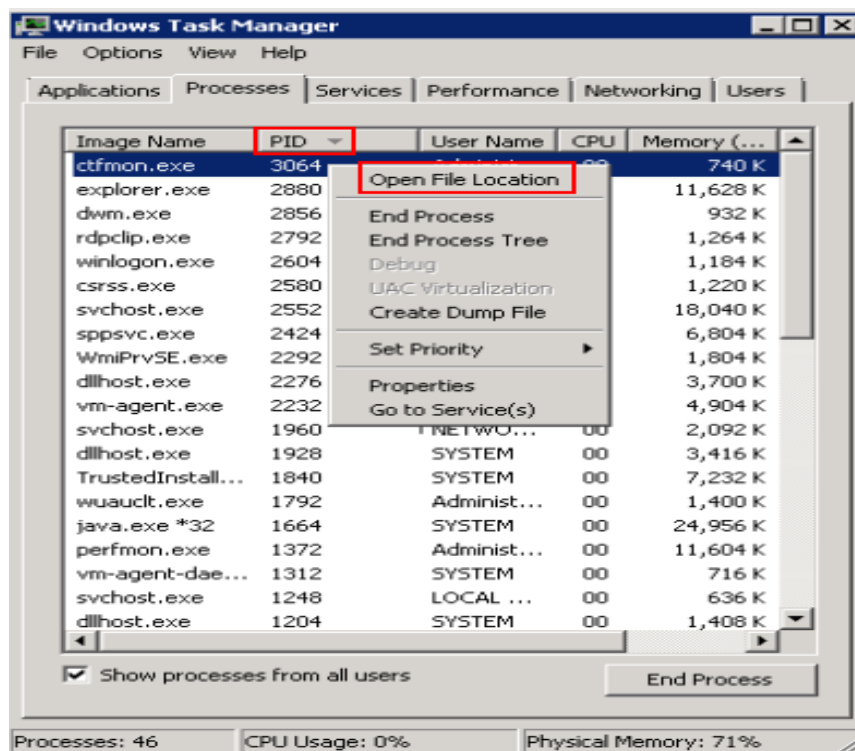 Windows Task Manager
File Options View Help
Applications Processes Services Performance Networking Users
Image Name PID User Name CPU Memory (...
ctfmon.exe 3064 740 K
Open File Location
explorer.exe 2880 11,628 K
dwm.exe 2856 932 K
End Process
rdpclip.exe 2792 1,264 K
End Process Tree
winlogon.exe 2604 1,184 K
Debug
csrss.exe 2580 1,220 K
UAC Virtualization
svchost.exe 2552 18,040 K
Create Dump File
sppsvc.exe 2424 6,804 K
Set Priority
WmiPrvSE.exe 2292 1,804 K
dllhost.exe 2276 3,700 K
Properties
vm-agent.exe 2232 4,904 K
Go to Service(s)
svchost.exe 1960 NETWO... 00 2,092 K
dllhost.exe 1928 SYSTEM 00 3,416 K
TrustedInstall... 1840 SYSTEM 00 7,232 K
wuauclt.exe 1792 Administ... 00 1,400 K
java.exe *32 1664 SYSTEM 00 24,956 K
perfmon.exe 1372 Administ... 00 11,604 K
vm-agent-dae... 1312 SYSTEM 00 716 K
svchost.exe 1248 LOCAL ... 00 636 K
dllhost.exe 1204 SYSTEM 00 1,408 K
Show processes from all users
End Process
Processes: 46 CPU Usage: 0% Physical Memory: 71%